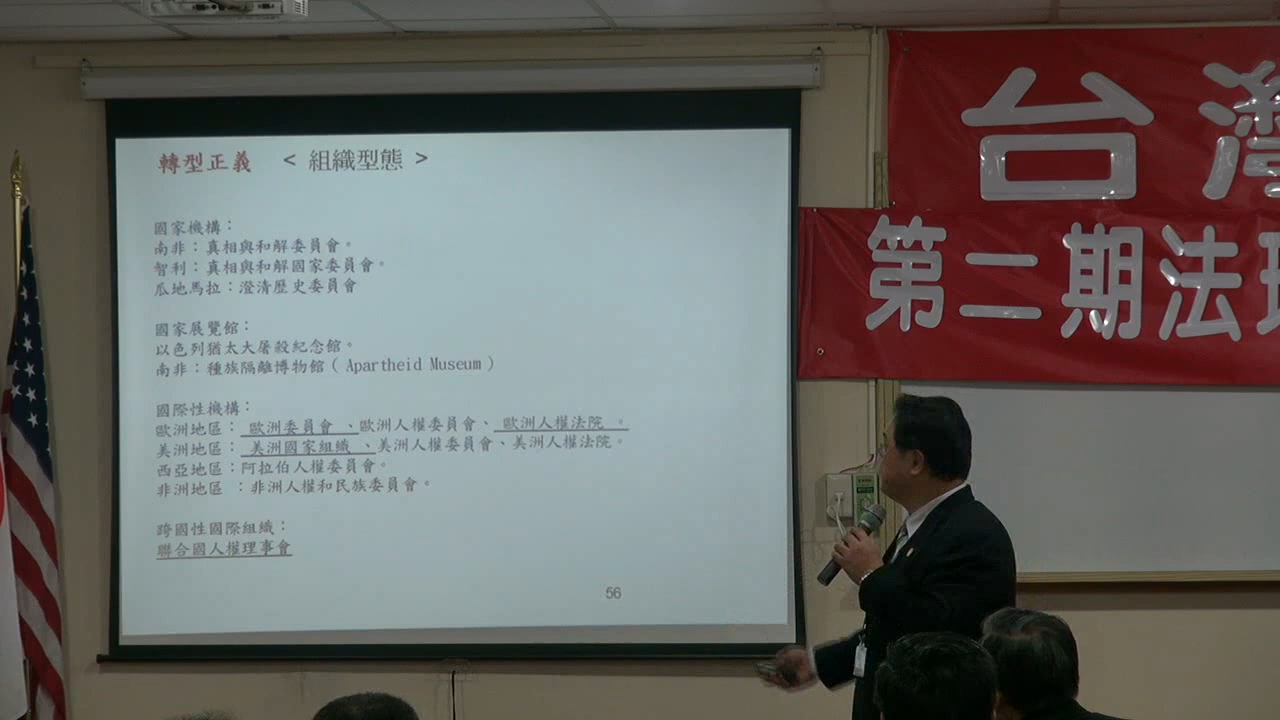 轉型正義 < 組織型態 >
國家機構：
南非：真相與和解委員會。
智利：真相與和解國家委員會。
瓜地馬拉：澄清歷史委員會
國家展覽館：
以色列猶太大屠殺紀念館。
南非：種族隔離博物館( Apartheid Museum )
國際性機構：
歐洲地區： 歐洲委員會 、歐洲人權委員會、 歐洲人權法院 。
美洲地區： 美洲國家組織 、美洲人權委員會、美洲人權法院。
西亞地區：阿拉伯人權委員會。
非洲地區 ：非洲人權和民族委員會。
跨國性國際組織：
聯合國人權理事會
56
台灣
第二期法理